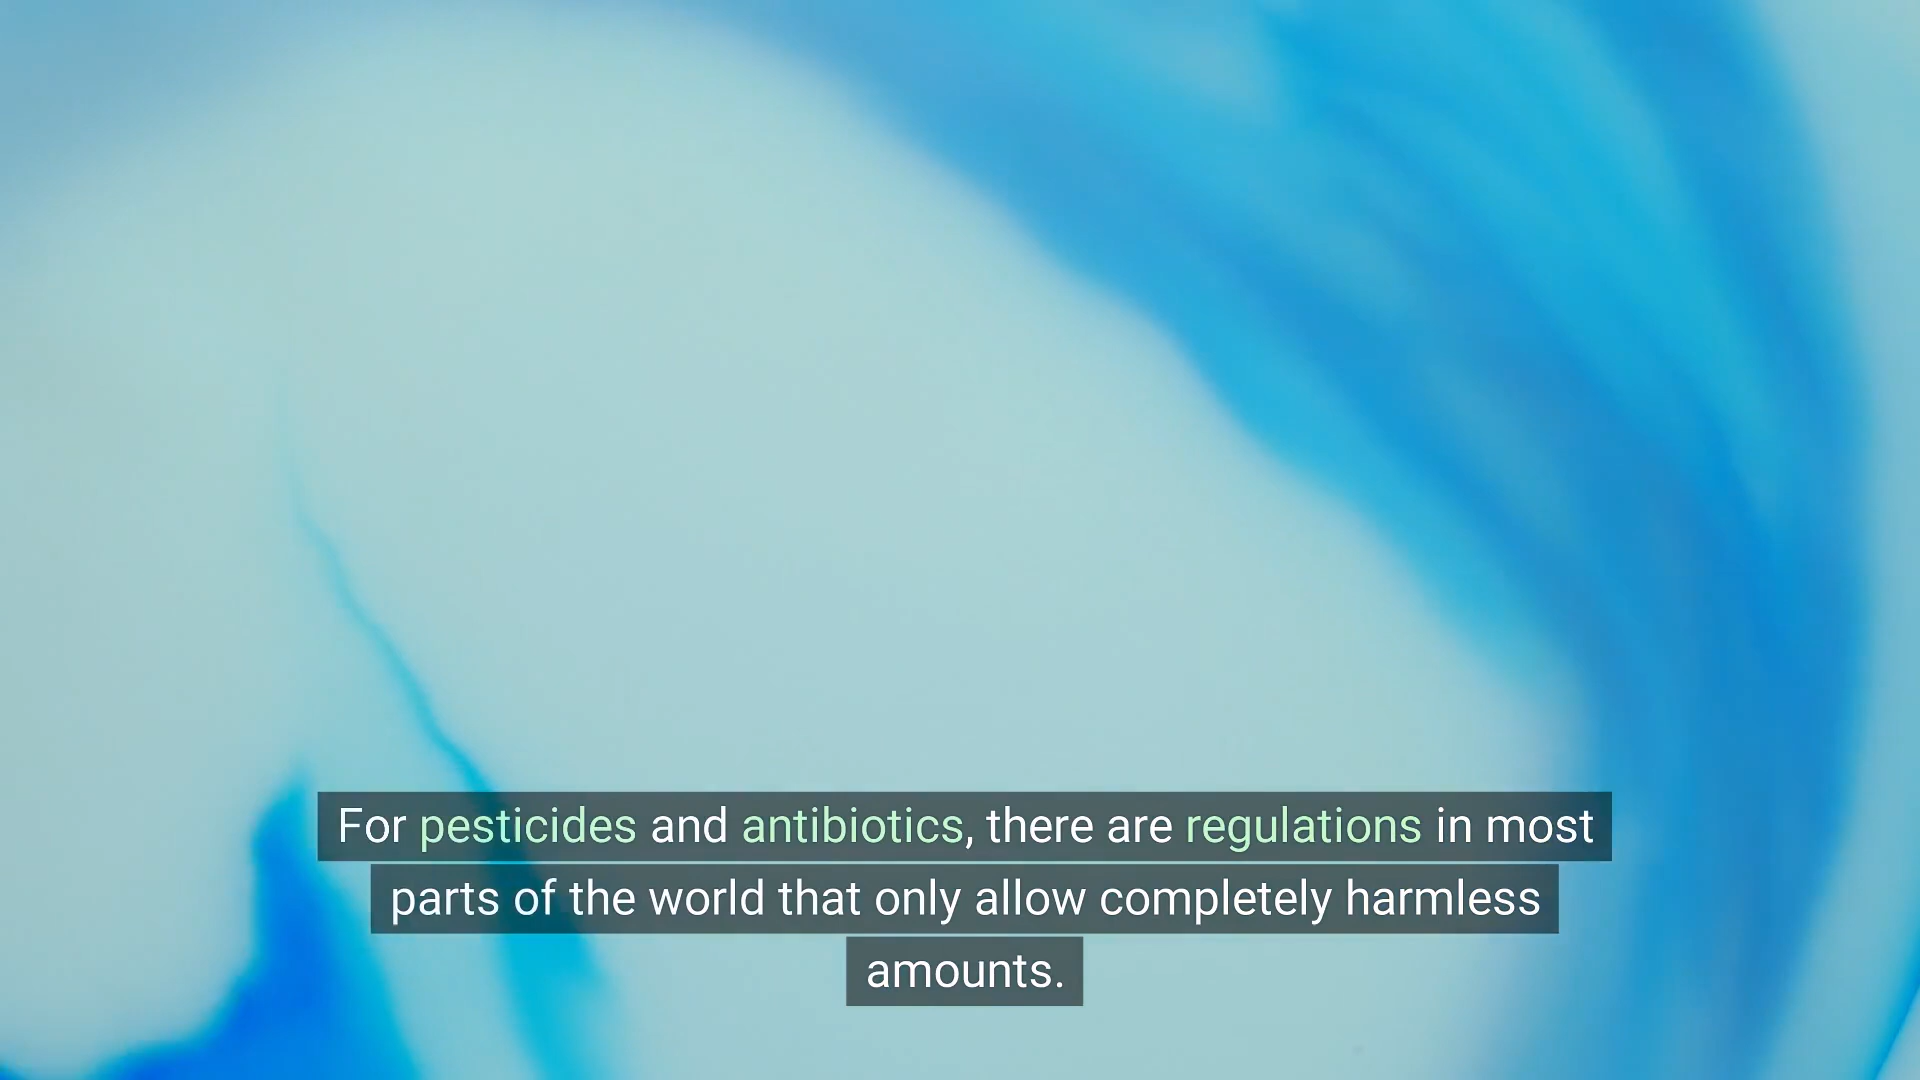 For pesticides and antibiotics, there are regulations in most
parts of the world that only allow completely harmless
amounts.